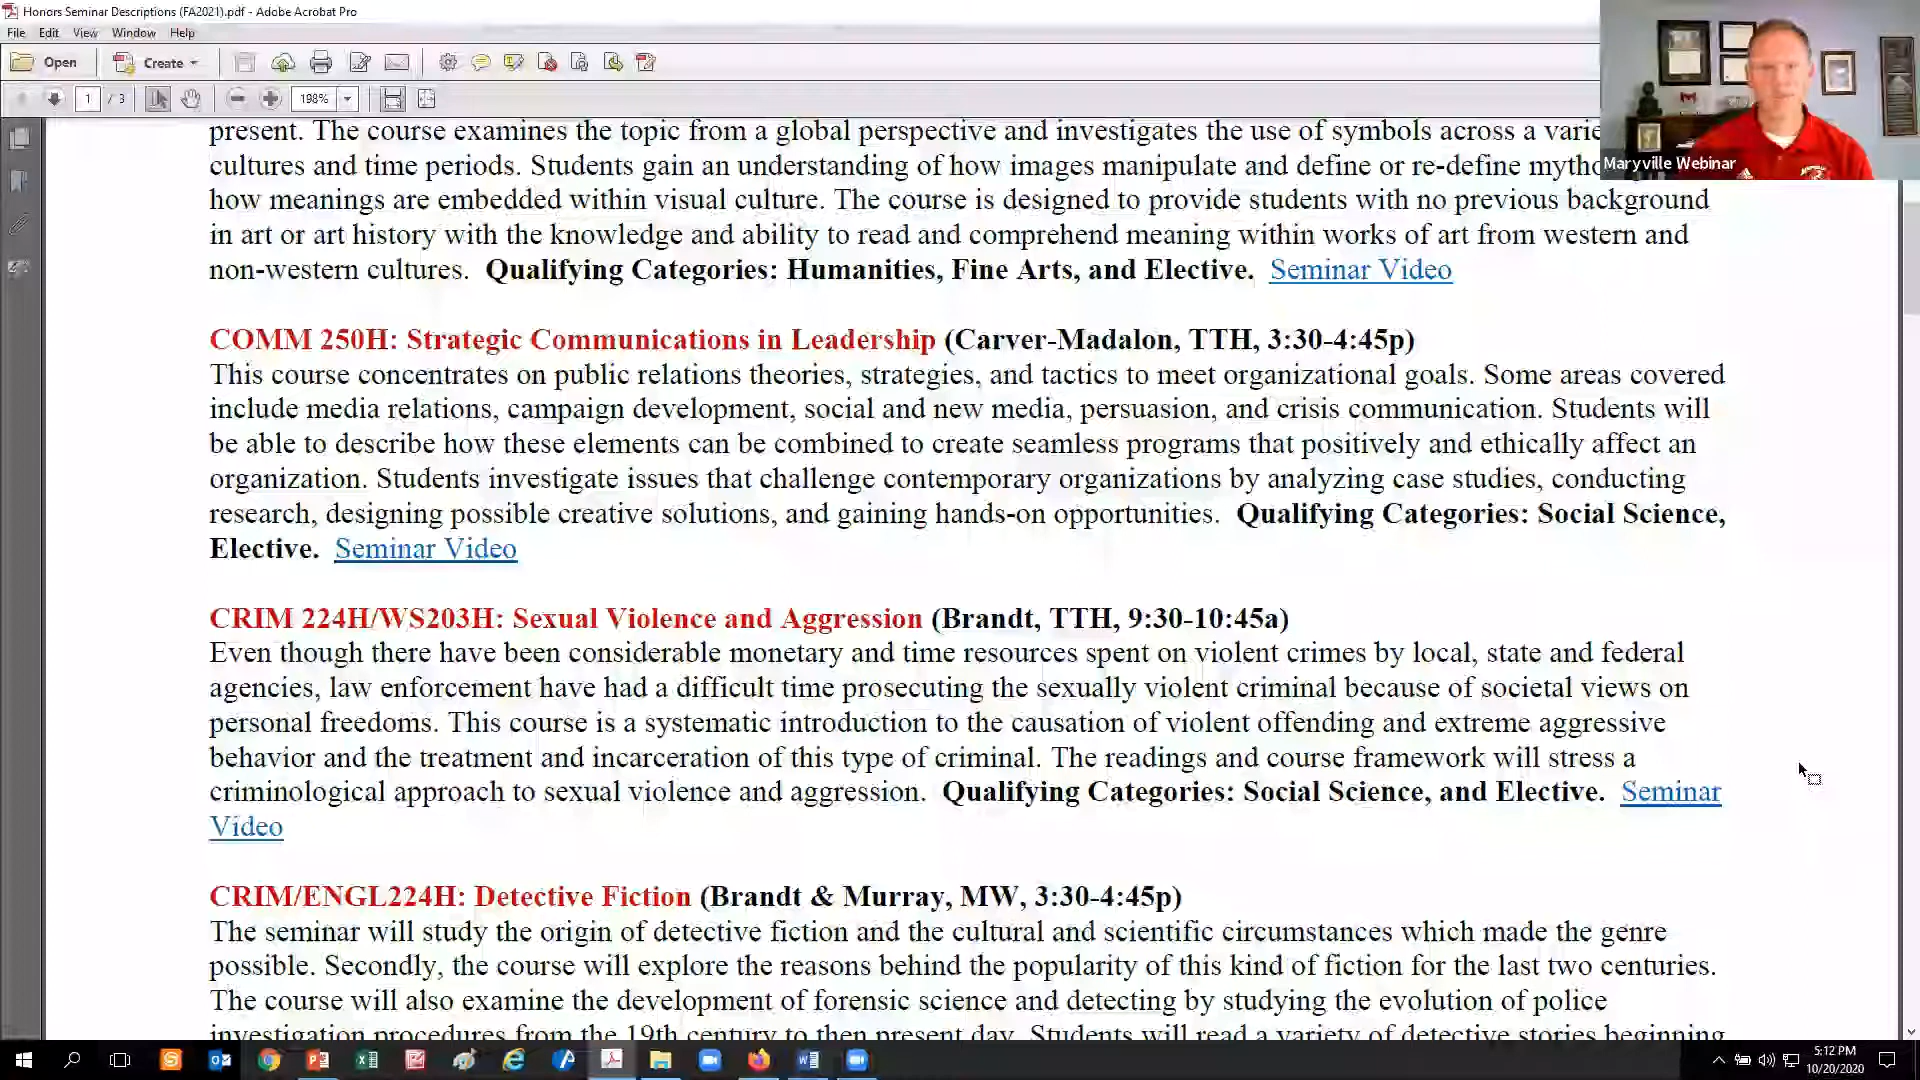 Honors Seminar Descriptions (FA2021).pdf - Adobe Acrobat Pro
File Edit View Window Help
Open Create
1 / 3 198%
Maryville Webinar
present. The course examines the topic from a global perspective and investigates the use of symbols across a
cultures and time periods. Students gain an understanding of how images manipulate and define or re-define
how meanings are embedded within visual culture. The course is designed to provide students with no previous background
in art or art history with the knowledge and ability to read and comprehend meaning within works of art from western and
non-western cultures. Qualifying Categories: Humanities, Fine Arts, and Elective. Seminar Video
COMM 250H: Strategic Communications in Leadership (Carver-Madalon, TTH, 3:30-4:45p)
This course concentrates on public relations theories, strategies, and tactics to meet organizational goals. Some areas covered
include media relations, campaign development, social and new media, persuasion, and crisis communication. Students will
be able to describe how these elements can be combined to create seamless programs that positively and ethically affect an
organization. Students investigate issues that challenge contemporary organizations by analyzing case studies, conducting
research, designing possible creative solutions, and gaining hands-on opportunities. Qualifying Categories: Social Science,
Elective. Seminar Video
CRIM 224H/WS203H: Sexual Violence and Aggression (Brandt, TTH, 9:30-10:45a)
Even though there have been considerable monetary and time resources spent on violent crimes by local, state and federal
agencies, law enforcement have had a difficult time prosecuting the sexually violent criminal because of societal views on
personal freedoms. This course is a systematic introduction to the causation of violent offending and extreme aggressive
behavior and the treatment and incarceration of this type of criminal. The readings and course framework will stress a
criminological approach to sexual violence and aggression. Qualifying Categories: Social Science, and Elective. Seminar
Video
CRIM/ENGL224H: Detective Fiction (Brandt & Murray, MW, 3:30-4:45p)
The seminar will study the origin of detective fiction and the cultural and scientific circumstances which made the genre
possible. Secondly, the course will explore the reasons behind the popularity of this kind of fiction for the last two centuries.
The course will also examine the development of forensic science and detecting by studying the evolution of police
investigation procedures from the 19th century to then present day. Students will read a variety of detective stories beginning
5:12 PM
10/20/2020